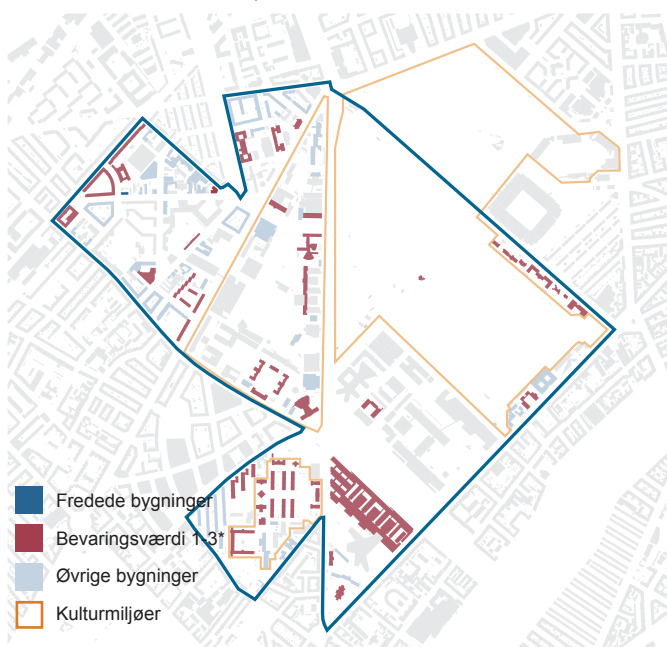 Fredede bygninger
Bevaringsværdi 1-3*
Øvrige bygninger
Kulturmiljøer